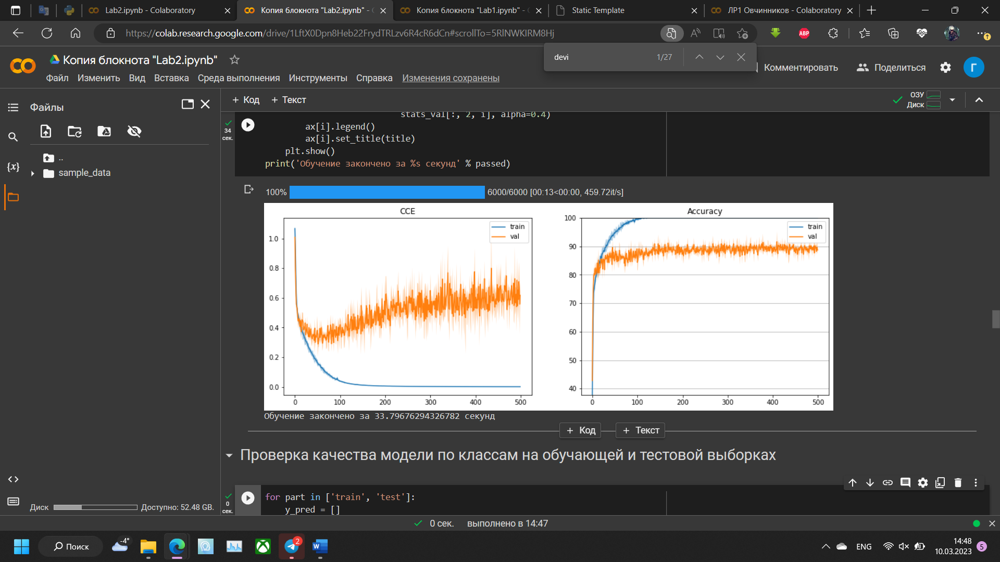 Lab2.ipynb - Colaboratory
Копия блокнота "Lab2.ipynb" -
Копия блокнота "Lab1.ipynb" -
Static Template
ЛР1 Овчинников - Colaboratory
https://colab.research.google.com/drive/1LftX0Dpn8Heb22FrydTRLzv6R4cR6dCn#scrollTo=5RlNWKlRM8Hj
ABP
devi
1/27
Копия блокнота "Lab2.ipynb"
Комментировать
Поделиться
Г
Файл Изменить Вид Вставка Среда выполнения Инструменты Справка Изменения сохранены
Файлы
+ Код + Текст
ОЗУ
Диск
..
sample_data
{x}
34
сек.
stats_val[:, 2, i], alpha=0.4)
ax[i].legend()
ax[i].set_title(title)
plt.show()
print('Обучение закончено за %s секунд' % passed)
100%
6000/6000 [00:13<00:00, 459.72it/s]
CCE
train
val
1.0
0.8
0.6
0.4
0.2
0.0
0 100 200 300 400 500
Accuracy
train
val
100
90
80
70
60
50
40
0 100 200 300 400 500
Обучение закончено за 33.79676294326782 секунд
+ Код
+ Текст
Проверка качества модели по классам на обучающей и тестовой выборках
0
сек.
for part in ['train', 'test']:
y_pred = []
Диск
Доступно: 52.48 GB.
0 сек. выполнено в 14:47
Поиск
-4°
2
ENG
14:48
10.03.2023
5